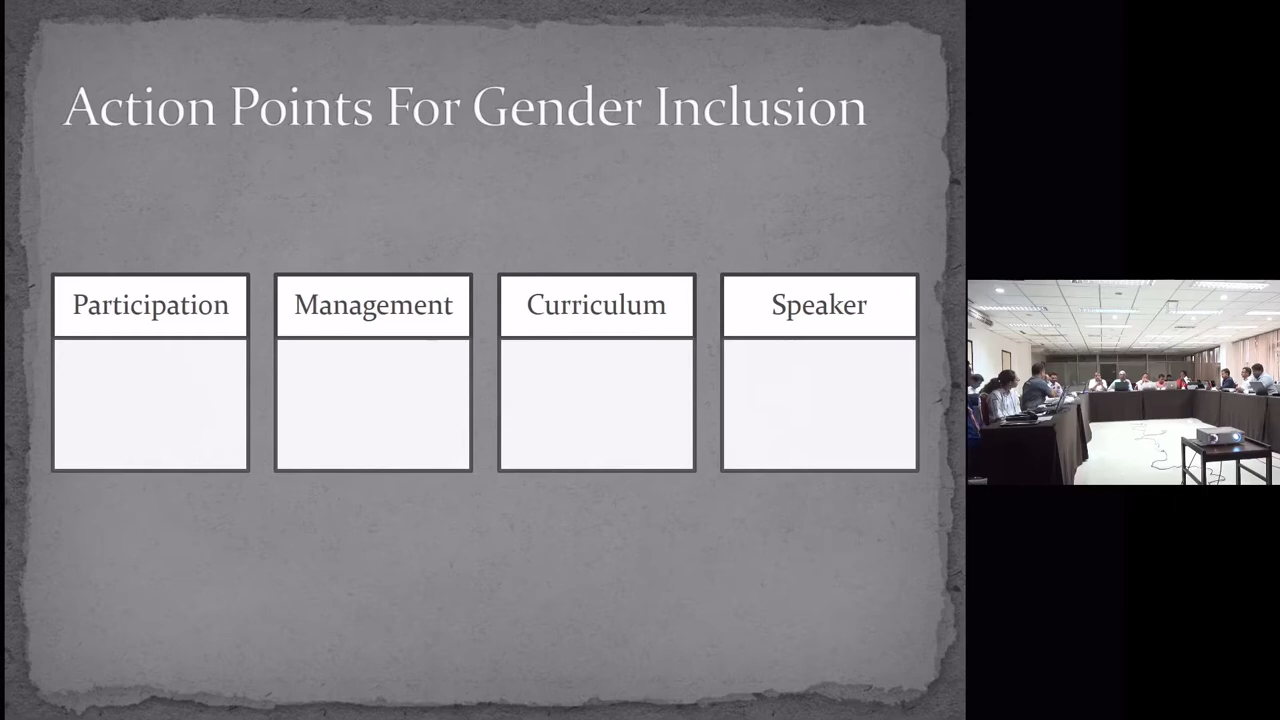 Action Points For Gender Inclusion
Participation
Management
Curriculum
Speaker